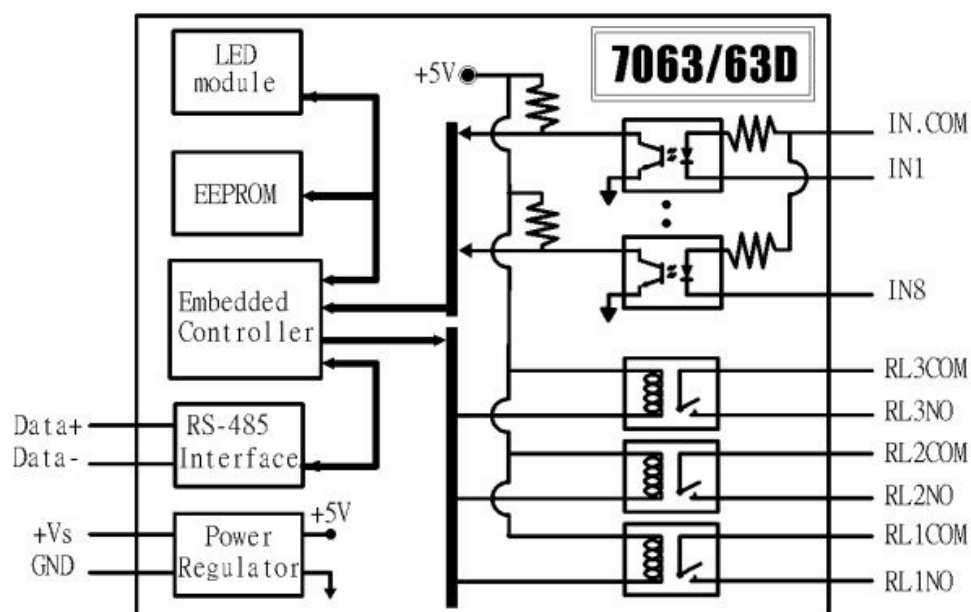 LED
module
+5V
7063/63D
IN.COM
IN1
EEPROM
IN8
Embedded
Controller
RL3COM
RL3NO
Data+
Data-
RS-485
Interface
RL2COM
RL2NO
+5V
+Vs
GND
Power
Regulator
RL1COM
RL1NO